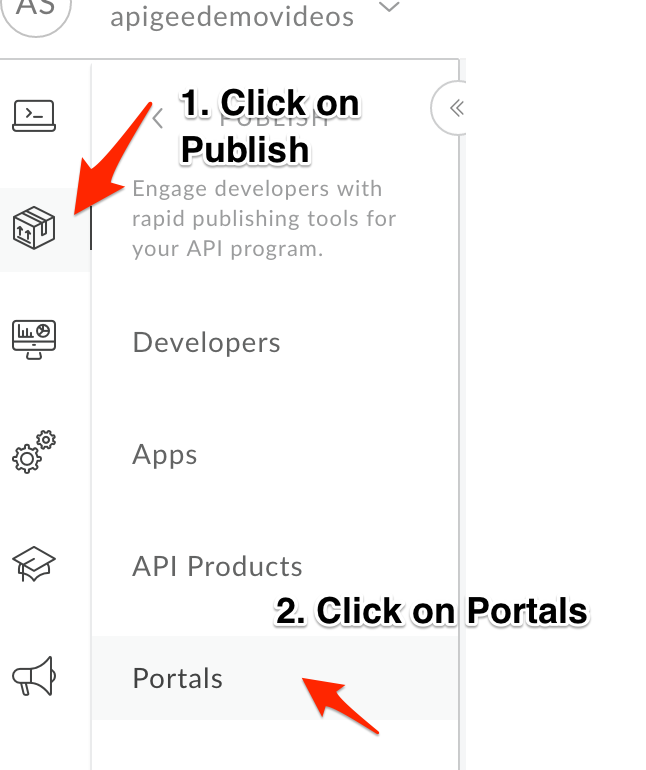 AS
apigeedemovideos
1. Click on
Publish
PUBLISH
Engage developers with
rapid publishing tools for
your API program.
Developers
Apps
API Products
2. Click on Portals
Portals